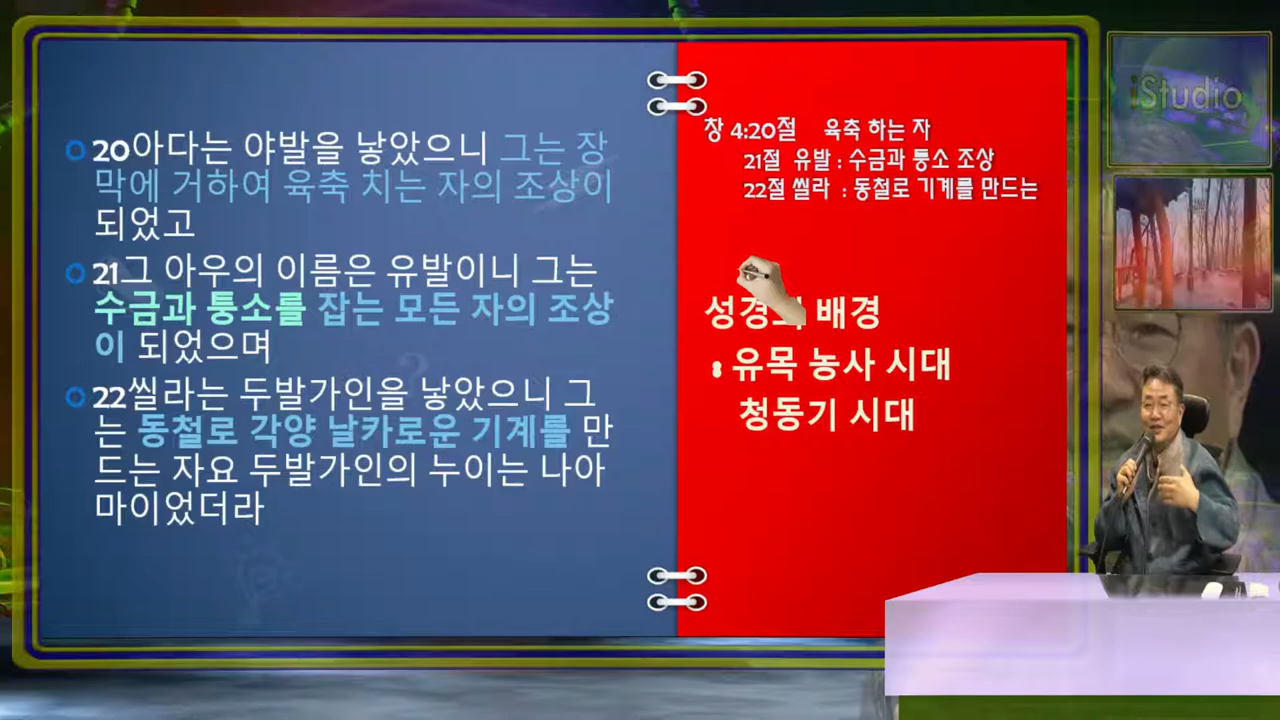 20아다는 야발을 낳았으니 그는 장
막에 거하여 육축 치는 자의 조상이
되었고
21그 아우의 이름은 유발이니 그는
수금과 퉁소를 잡는 모든 자의 조상
이 되었으며
22씰라는 두발가인을 낳았으니 그
는 동철로 각양 날카로운 기계를 만
드는 자요 두발가인의 누이는 나아
마이었더라
창 4:20절 육축 하는 자
21절 유발 : 수금과 퉁소 조상
22절 씰라 : 동철로 기계를 만드는
성경의 배경
: 유목 농사 시대
청동기 시대
iStudio